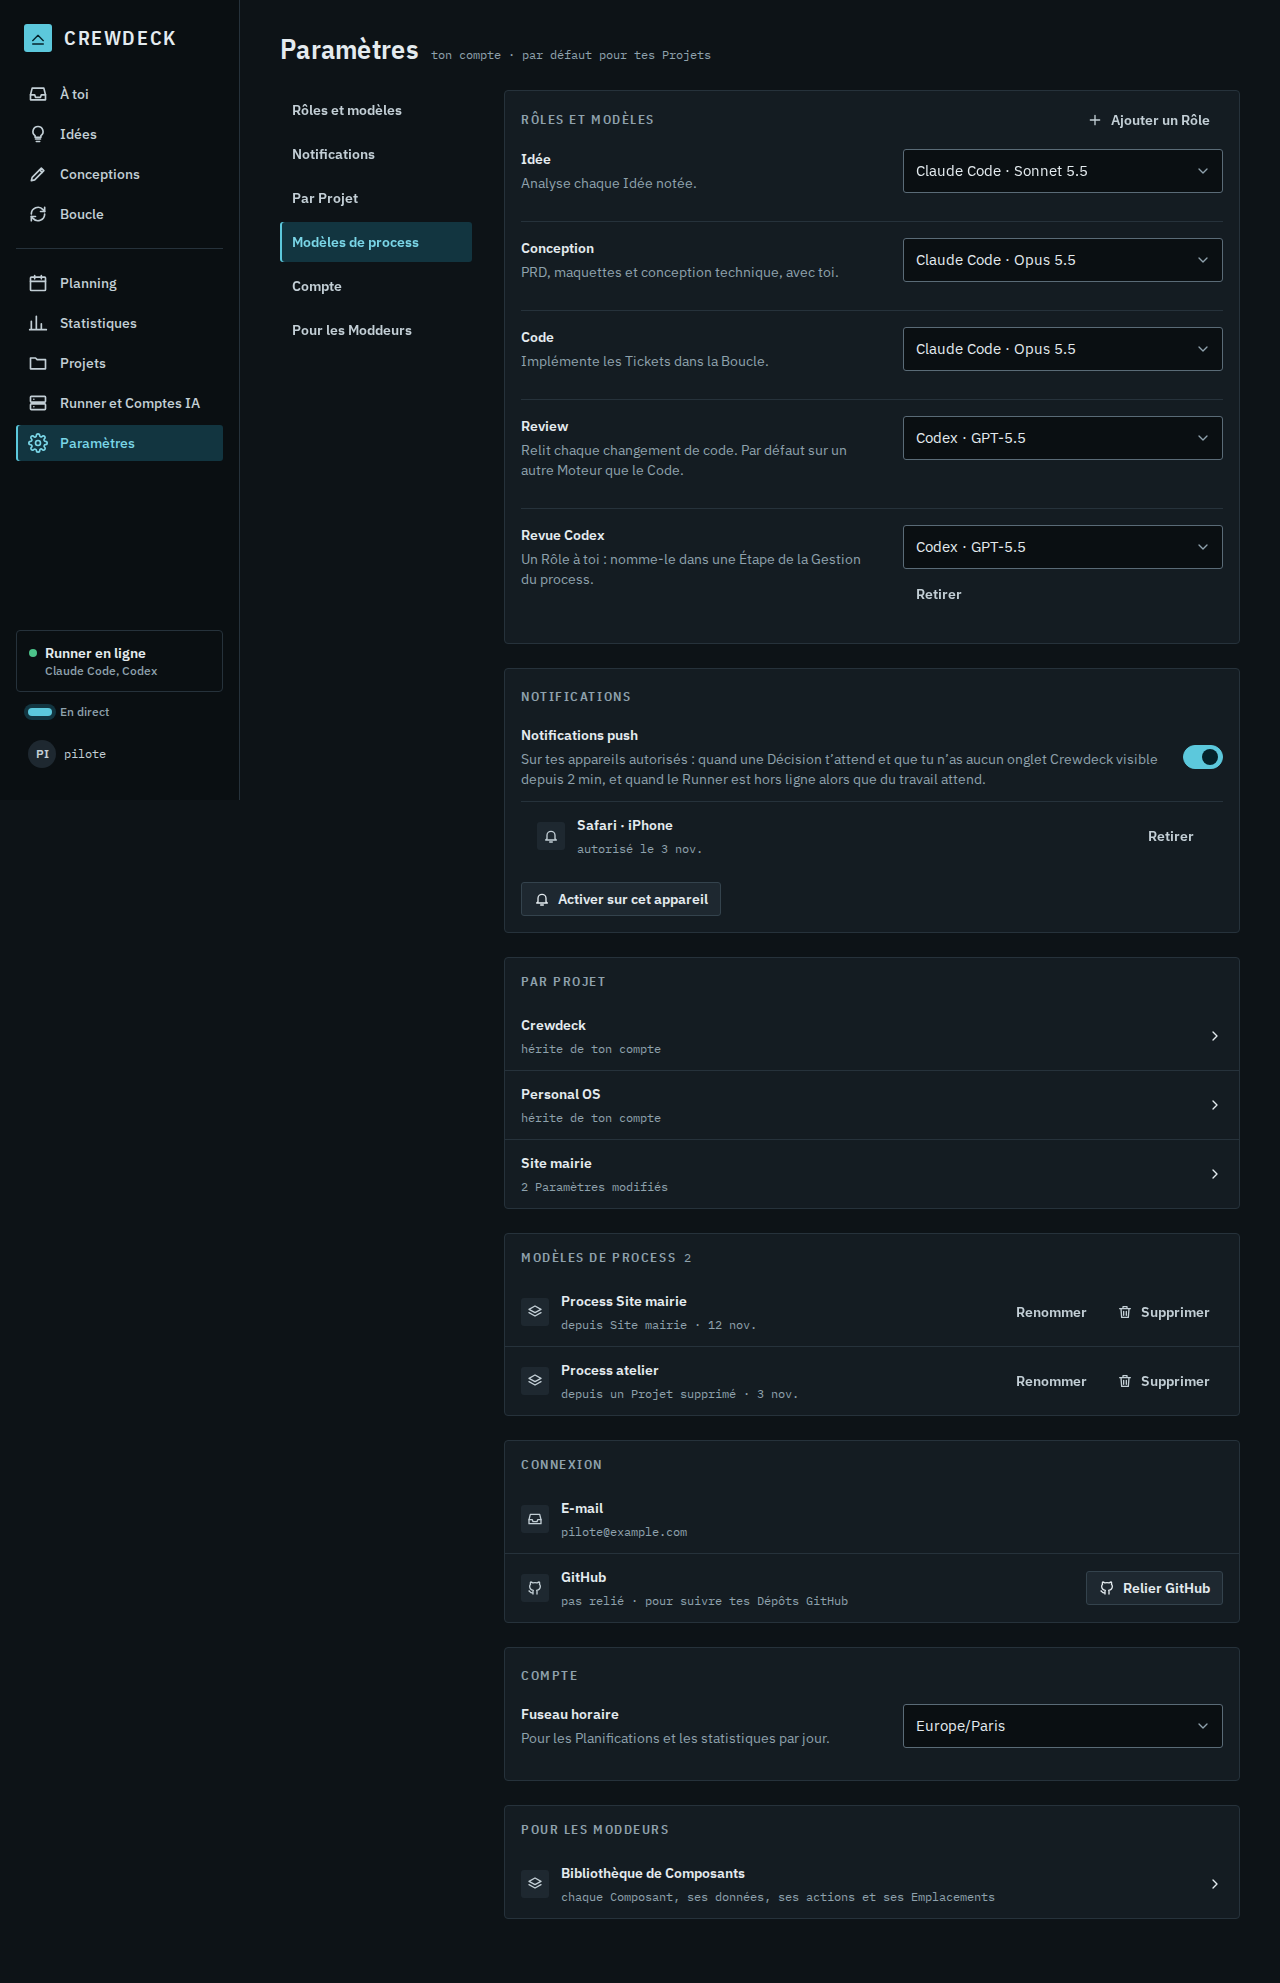 CREWDECK
À toi
Idées
Conceptions
Boucle
Planning
Statistiques
Projets
Runner et Comptes IA
Paramètres
Runner en ligne
Claude Code, Codex
En direct
PI pilote
Paramètres ton compte · par défaut pour tes Projets
Rôles et modèles
Notifications
Par Projet
Modèles de process
Compte
Pour les Moddeurs
RÔLES ET MODÈLES
Ajouter un Rôle
Idée
Analyse chaque Idée notée.
Claude Code · Sonnet 5.5
Conception
PRD, maquettes et conception technique, avec toi.
Claude Code · Opus 5.5
Code
Implémente les Tickets dans la Boucle.
Claude Code · Opus 5.5
Review
Relit chaque changement de code. Par défaut sur un
autre Moteur que le Code.
Codex · GPT-5.5
Revue Codex
Un Rôle à toi : nomme-le dans une Étape de la Gestion
du process.
Codex · GPT-5.5
Retirer
NOTIFICATIONS
Notifications push
Sur tes appareils autorisés : quand une Décision t’attend et que tu n’as aucun onglet Crewdeck visible
depuis 2 min, et quand le Runner est hors ligne alors que du travail attend.
Safari · iPhone
autorisé le 3 nov.
Retirer
Activer sur cet appareil
PAR PROJET
Crewdeck
hérite de ton compte
Personal OS
hérite de ton compte
Site mairie
2 Paramètres modifiés
MODÈLES DE PROCESS 2
Process Site mairie
depuis Site mairie · 12 nov.
Renommer
Supprimer
Process atelier
depuis un Projet supprimé · 3 nov.
Renommer
Supprimer
CONNEXION
E-mail
pilote@example.com
GitHub
pas relié · pour suivre tes Dépôts GitHub
Relier GitHub
COMPTE
Fuseau horaire
Pour les Planifications et les statistiques par jour.
Europe/Paris
POUR LES MODDEURS
Bibliothèque de Composants
chaque Composant, ses données, ses actions et ses Emplacements